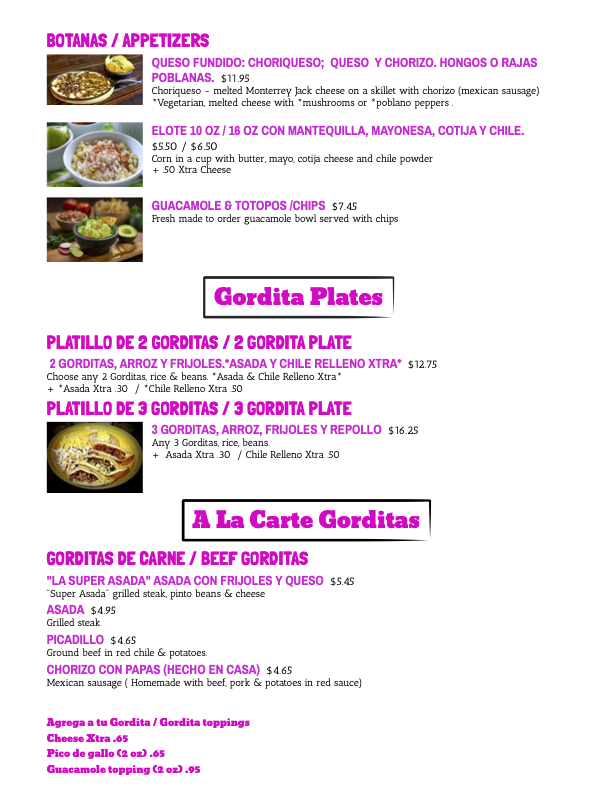 BOTANAS / APPETIZERS
QUESO FUNDIDO: CHORIQUESO; QUESO Y CHORIZO. HONGOS O RAJAS
POBLANAS. $11.95
Choriqueso - melted Monterrey Jack cheese on a skillet with chorizo (mexican sausage)
*Vegetarian, melted cheese with *mushrooms or *poblano peppers .
ELOTE 10 OZ / 16 OZ CON MANTEQUILLA, MAYONESA, COTIJA Y CHILE.
$5.50 / $6.50
Corn in a cup with butter, mayo, cotija cheese and chile powder
+ .50 Xtra Cheese
GUACAMOLE & TOTOPOS /CHIPS $7.45
Fresh made to order guacamole bowl served with chips
Gordita Plates
PLATILLO DE 2 GORDITAS / 2 GORDITA PLATE
2 GORDITAS, ARROZ Y FRIJOLES.*ASADA Y CHILE RELLENO XTRA* $12.75
Choose any 2 Gorditas, rice & beans. *Asada & Chile Relleno Xtra*
+ *Asada Xtra .30 / *Chile Relleno Xtra .50
PLATILLO DE 3 GORDITAS / 3 GORDITA PLATE
3 GORDITAS, ARROZ, FRIJOLES Y REPOLLO $16.25
Any 3 Gorditas, rice, beans.
+ Asada Xtra .30 / Chile Relleno Xtra .50
A La Carte Gorditas
GORDITAS DE CARNE / BEEF GORDITAS
"LA SUPER ASADA" ASADA CON FRIJOLES Y QUESO $5.45
"Super Asada" grilled steak, pinto beans & cheese
ASADA $4.95
Grilled steak
PICADILLO $4.65
Ground beef in red chile & potatoes.
CHORIZO CON PAPAS (HECHO EN CASA) $4.65
Mexican sausage ( Homemade with beef, pork & potatoes in red sauce)
Agrega a tu Gordita / Gordita toppings
Cheese Xtra .65
Pico de gallo (2 oz) .65
Guacamole topping (2 oz) .95